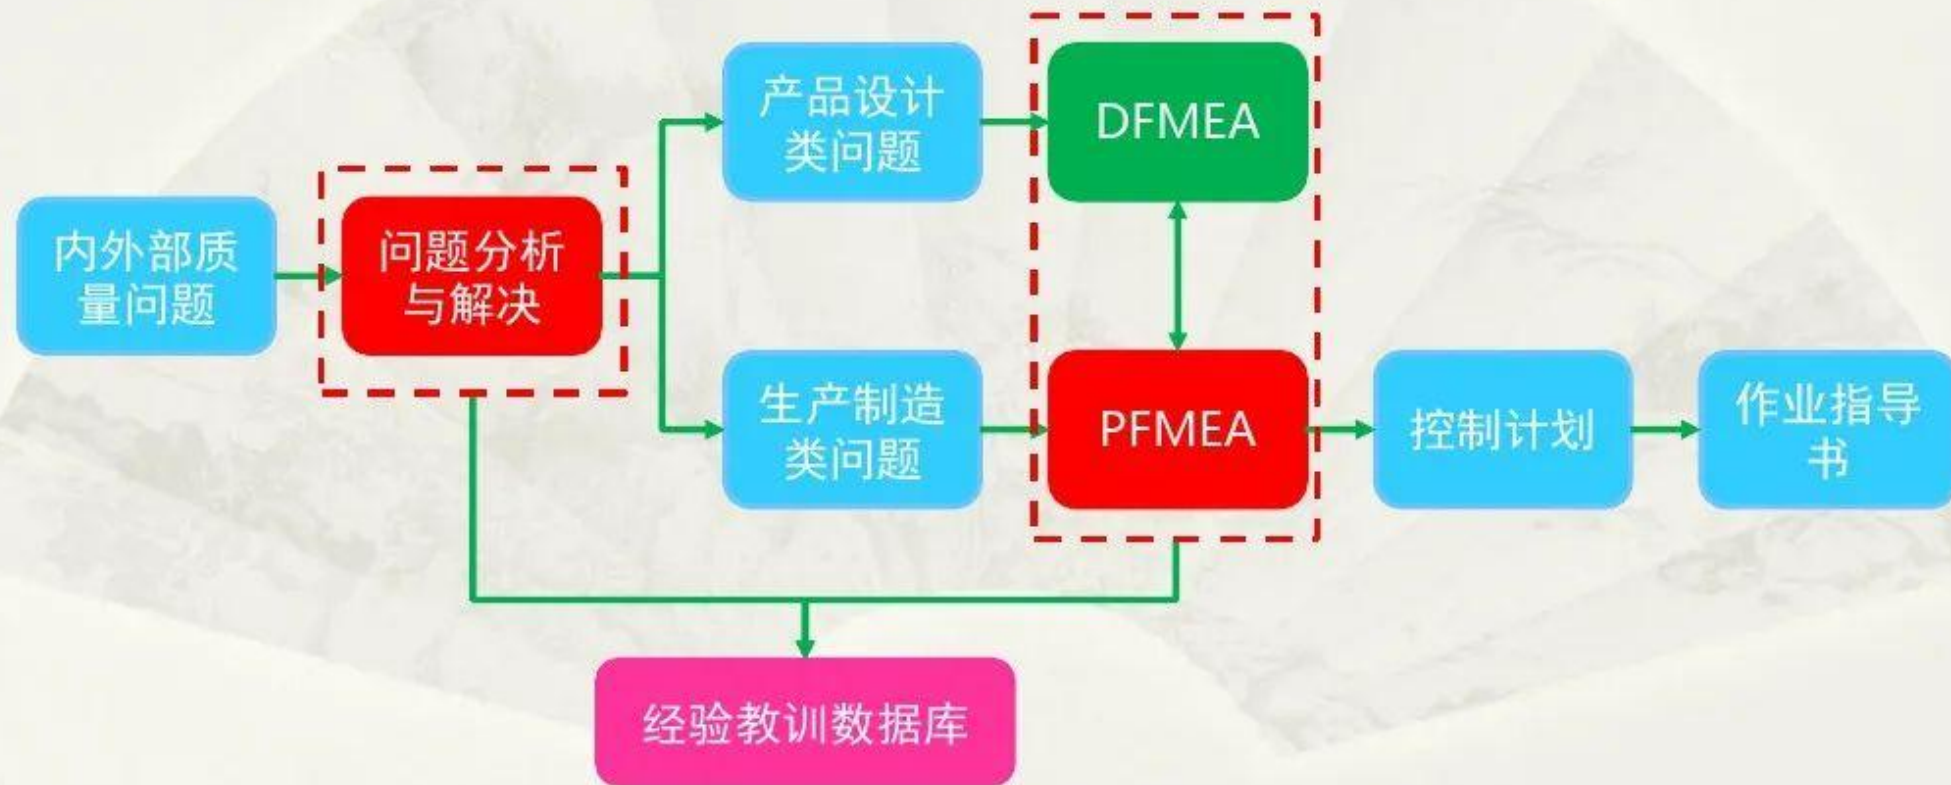 产品设计
类问题
DFMEA
内外部质
量问题
问题分析
与解决
生产制造
类问题
PFMEA
控制计划
作业指导
书
经验教训数据库